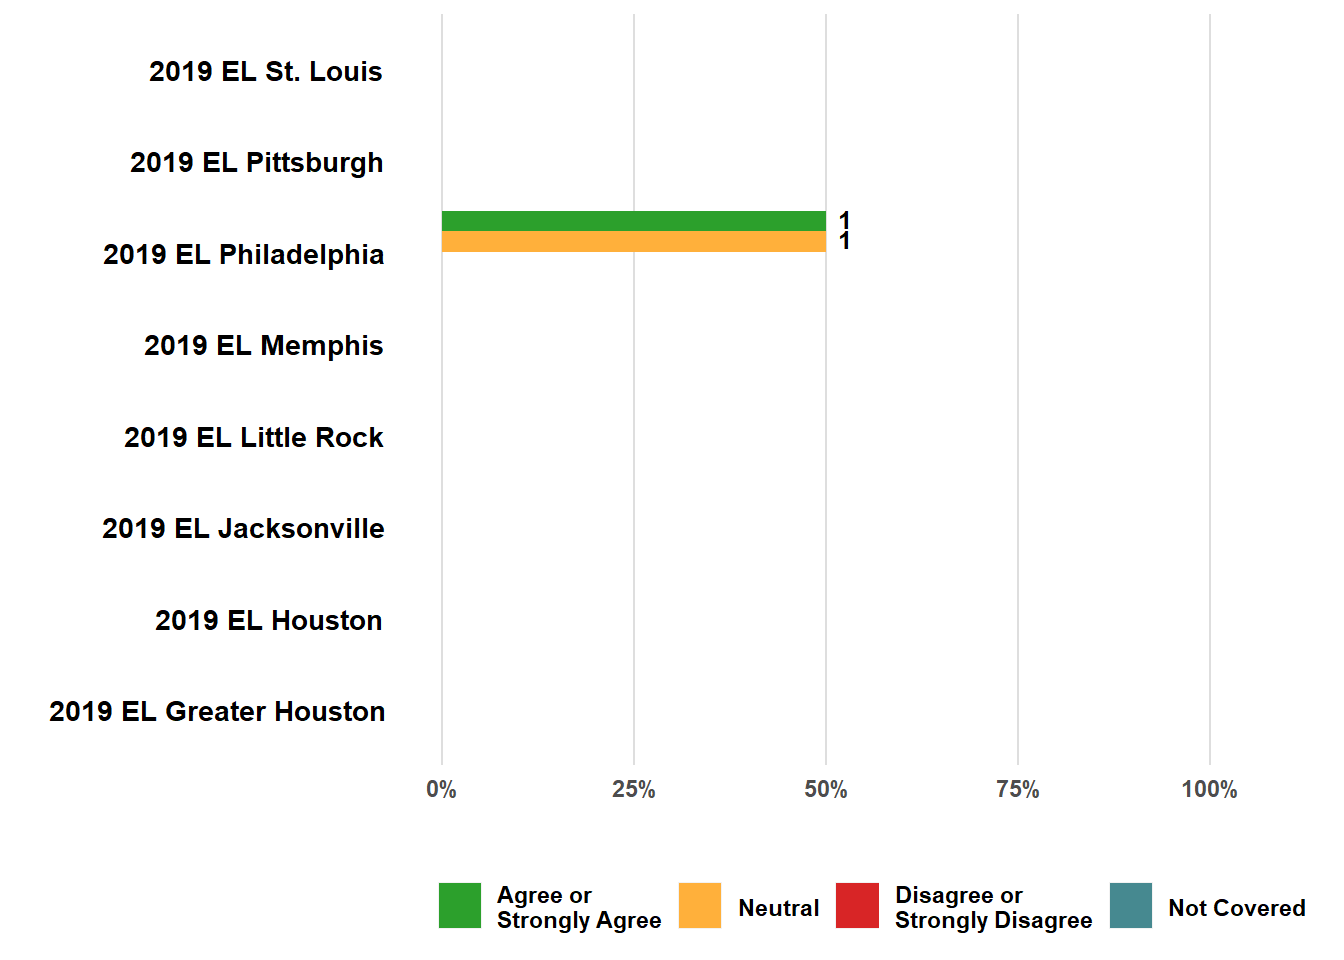 2019 EL St. Louis
2019 EL Pittsburgh
1
1
2019 EL Philadelphia
2019 EL Memphis
2019 EL Little Rock
2019 EL Jacksonville
2019 EL Houston
2019 EL Greater Houston
0% 25% 50% 75% 100%
Agree or
Strongly Agree
Neutral
Disagree or
Strongly Disagree
Not Covered